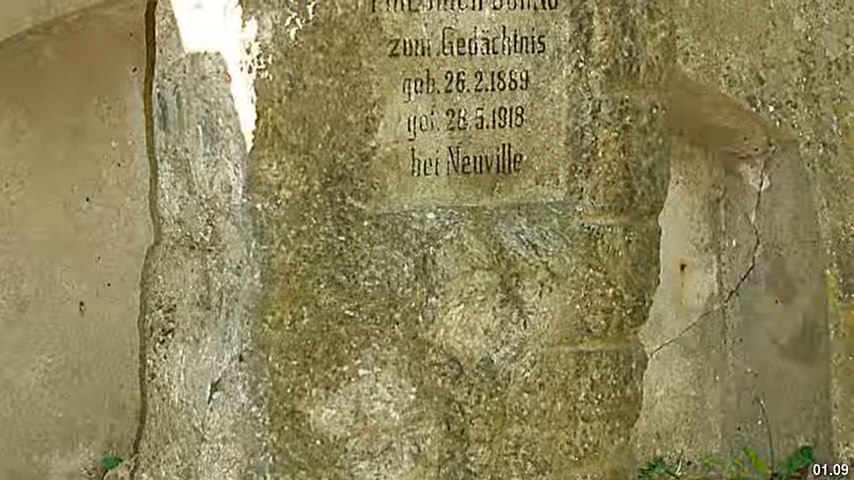 zum Gedächtnis
geb. 26.2.1889
gef. 28.5.1918
bei Neuville
01.09